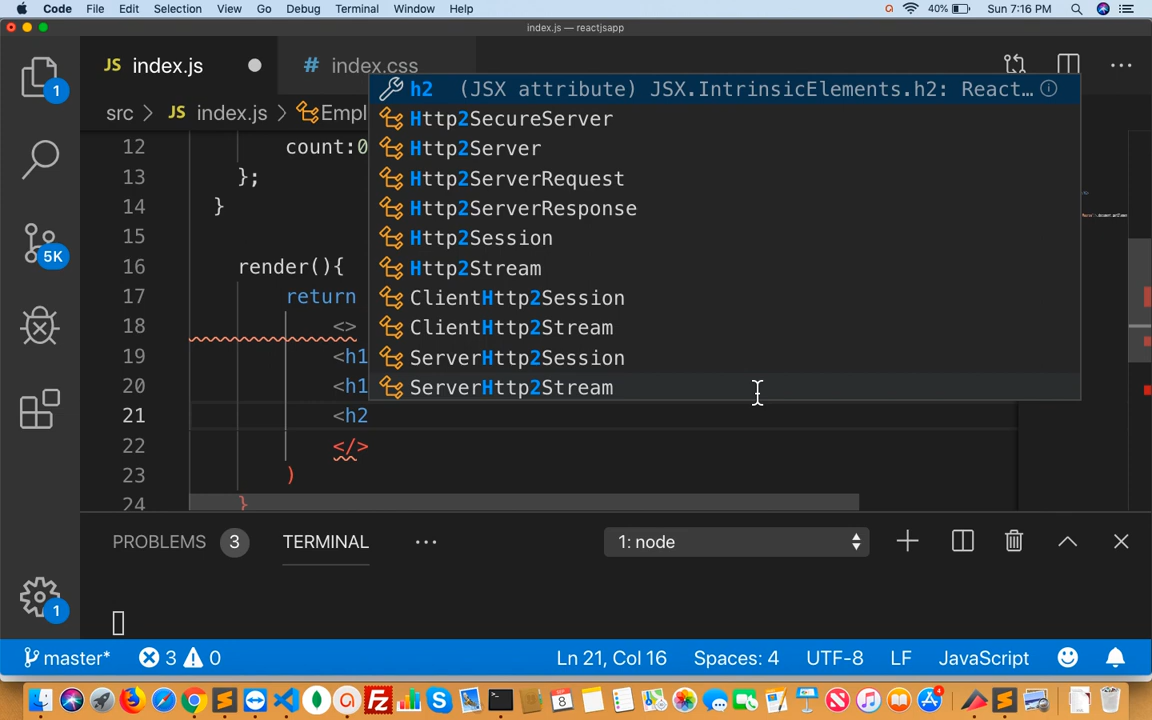 Code File Edit Selection View Go Debug Terminal Window Help 40% Sun 7:16 PM
index.js — reactjsapp
JS index.js # index.css ...
1
src > JS index.js > Empl
h2 (JSX attribute) JSX.IntrinsicElements.h2: React…
Http2SecureServer
Http2Server
Http2ServerRequest
Http2ServerResponse
Http2Session
Http2Stream
ClientHttp2Session
ClientHttp2Stream
ServerHttp2Session
ServerHttp2Stream
12 count:0
13 };
14 }
15
16 render(){
17 return
18 <>
19 <h1
20 <h1
21 <h2
22 </>
23 )
24 }
5K
PROBLEMS 3 TERMINAL ... 1: node
1
master* 3 0 Ln 21, Col 16 Spaces: 4 UTF-8 LF JavaScript